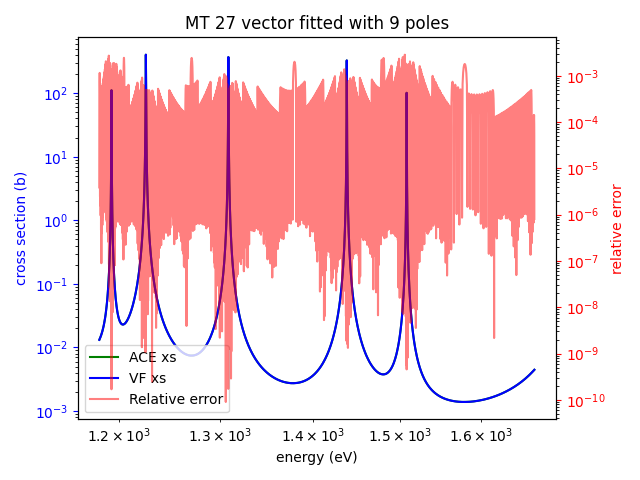 MT 27 vector fitted with 9 poles
cross section (b)
10²
10¹
10⁰
10⁻¹
10⁻²
10⁻³
10⁻³
10⁻⁴
10⁻⁵
10⁻⁶
10⁻⁷
10⁻⁸
10⁻⁹
10⁻¹⁰
relative error
ACE xs
VF xs
Relative error
1.2 × 10³ 1.3 × 10³ 1.4 × 10³ 1.5 × 10³ 1.6 × 10³
energy (eV)